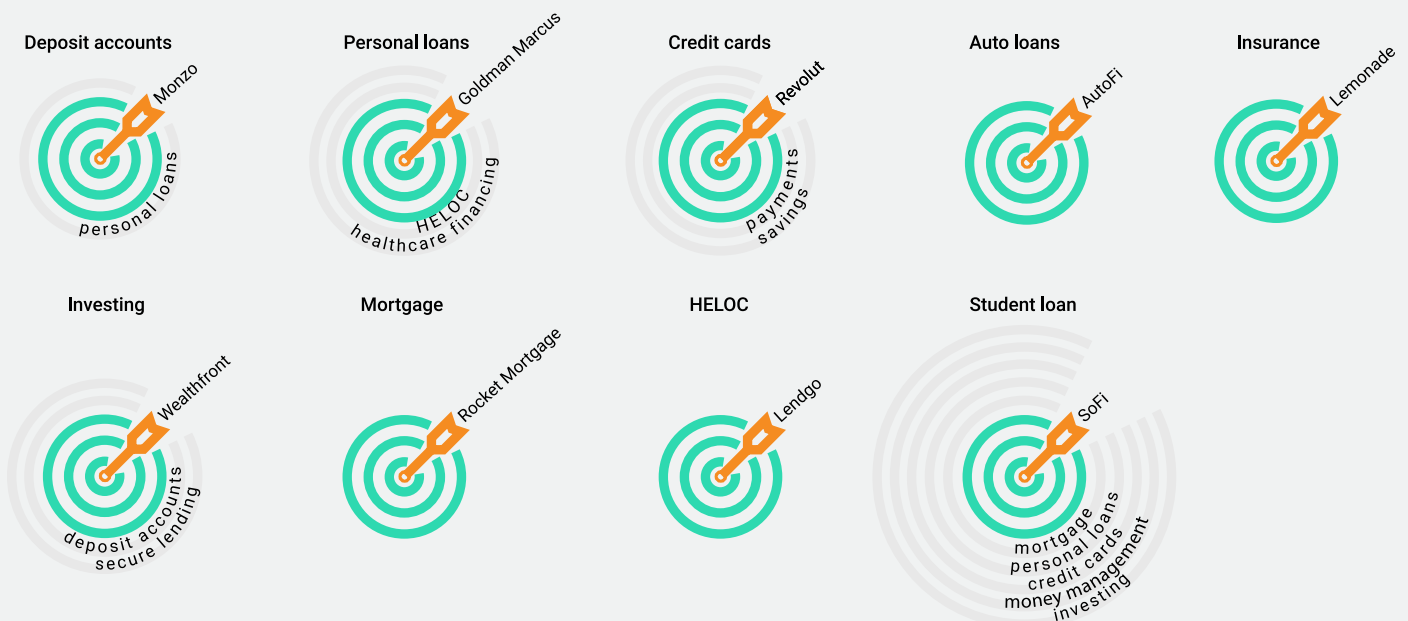 Deposit accounts
Monzo
personal loans
Personal loans
Goldman Marcus
HELOC
healthcare financing
Credit cards
Revolut
payments
savings
Auto loans
AutoFi
Insurance
Lemonade
Investing
Wealthfront
deposit accounts
secure lending
Mortgage
Rocket Mortgage
HELOC
Lendgo
Student loan
SoFi
mortgage
personal loans
credit cards
money management
investing